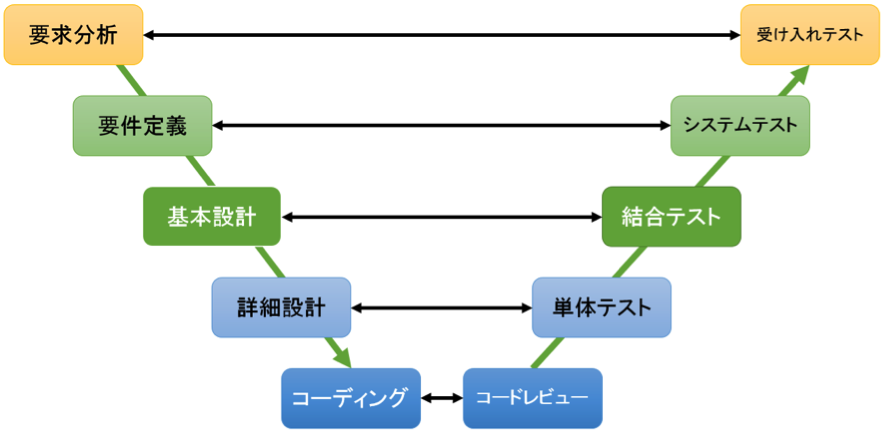 要求分析
受け入れテスト
要件定義
システムテスト
基本設計
結合テスト
詳細設計
単体テスト
コーディング
コードレビュー